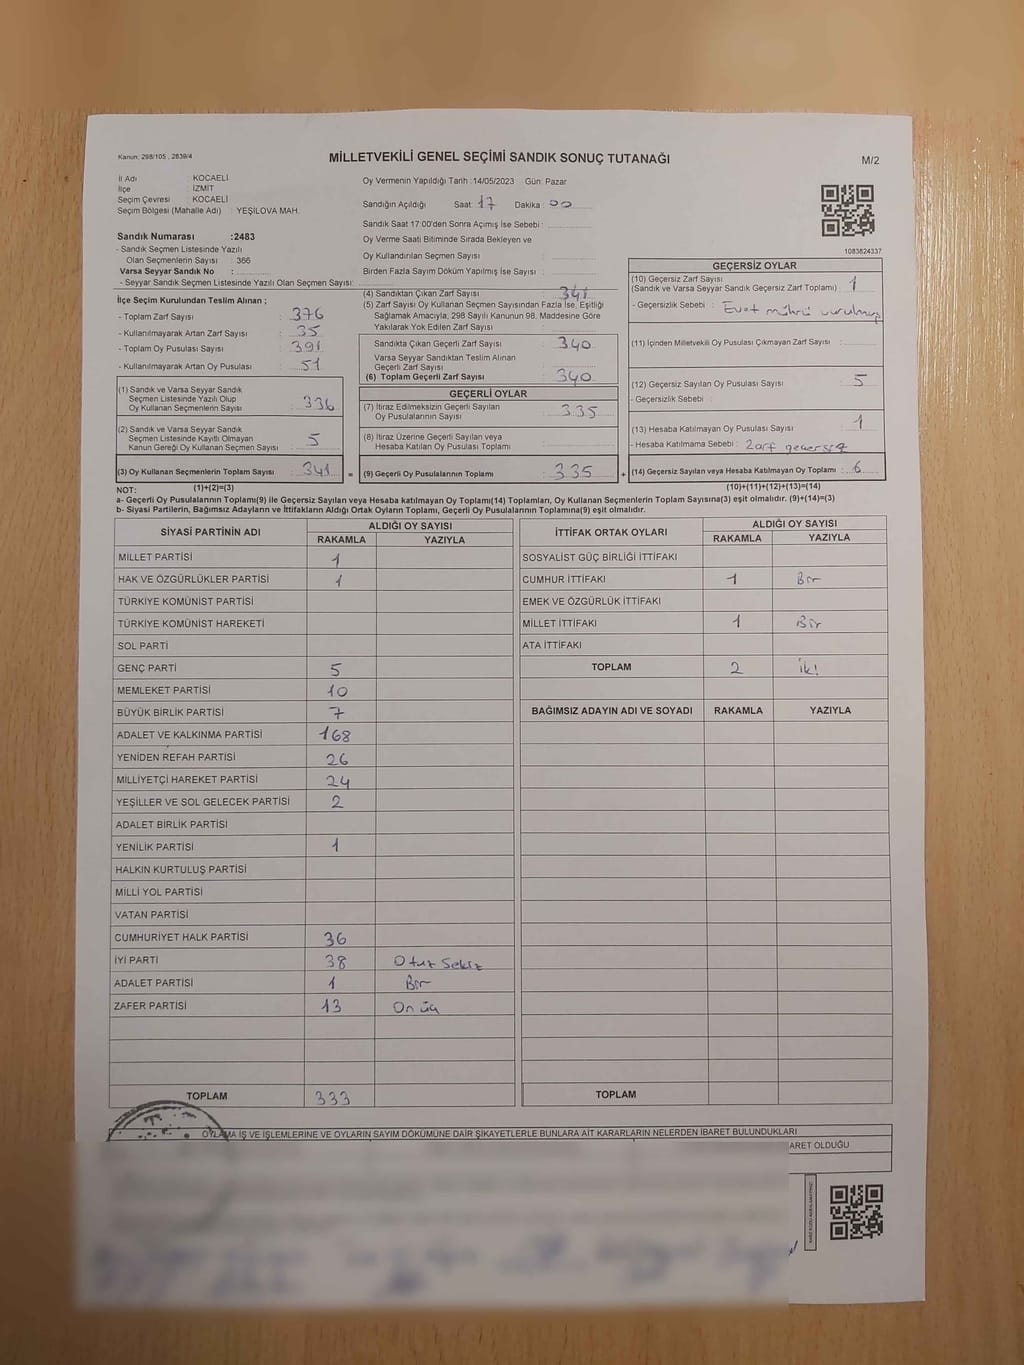 Kanun: 298/105 , 2839/4
MİLLETVEKİLİ GENEL SEÇİMİ SANDIK SONUÇ TUTANAĞI
M/2
İl Adı : KOCAELİ
İlçe : İZMİT
Seçim Çevresi : KOCAELİ
Seçim Bölgesi (Mahalle Adı) : YEŞİLOVA MAH.
Sandık Numarası :2483
- Sandık Seçmen Listesinde Yazılı
Olan Seçmenlerin Sayısı : 366
Varsa Seyyar Sandık No :
- Seyyar Sandık Seçmen Listesinde Yazılı Olan Seçmen Sayısı:
İlçe Seçim Kurulundan Teslim Alınan ;
- Toplam Zarf Sayısı : 376
- Kullanılmayarak Artan Zarf Sayısı : 35
- Toplam Oy Pusulası Sayısı : 391
- Kullanılmayarak Artan Oy Pusulası : 51
(1) Sandık ve Varsa Seyyar Sandık
Seçmen Listesinde Yazılı Olup
Oy Kullanan Seçmenlerin Sayısı : 336
(2) Sandık ve Varsa Seyyar Sandık
Seçmen Listesinde Kayıtlı Olmayan
Kanun Gereği Oy Kullanan Seçmen Sayısı : 5
(3) Oy Kullanan Seçmenlerin Toplam Sayısı : 341 =
(1)+(2)=(3)
Oy Vermenin Yapıldığı Tarih :14/05/2023 Gün: Pazar
Sandığın Açıldığı Saat: 17 Dakika : 00
Sandık Saat 17:00'den Sonra Açımış İse Sebebi :
Oy Verme Saati Bitiminde Sırada Bekleyen ve
Oy Kullandırılan Seçmen Sayısı :
Birden Fazla Sayım Döküm Yapılmış İse Sayısı :
(4) Sandıktan Çıkan Zarf Sayısı : 341
(5) Zarf Sayısı Oy Kullanan Seçmen Sayısından Fazla İse, Eşitliği
Sağlamak Amacıyla, 298 Sayılı Kanunun 98. Maddesine Göre
Yakılarak Yok Edilen Zarf Sayısı :
Sandıkta Çıkan Geçerli Zarf Sayısı : 340
Varsa Seyyar Sandıktan Teslim Alınan
Geçerli Zarf Sayısı :
(6) Toplam Geçerli Zarf Sayısı : 340
GEÇERLİ OYLAR
(7) İtiraz Edilmeksizin Geçerli Sayılan
Oy Pusulalarının Sayısı : 335
(8) İtiraz Üzerine Geçerli Sayılan veya
Hesaba Katılan Oy Pusulası Toplamı :
(9) Geçerli Oy Pusulalarının Toplamı : 335 +
1083824337
GEÇERSİZ OYLAR
(10) Geçersiz Zarf Sayısı
(Sandık ve Varsa Seyyar Sandık Geçersiz Zarf Toplamı) : 1
- Geçersizlik Sebebi : Evet mührü vurulmuş
(11) İçinden Milletvekili Oy Pusulası Çıkmayan Zarf Sayısı :
(12) Geçersiz Sayılan Oy Pusulası Sayısı : 5
- Geçersizlik Sebebi :
(13) Hesaba Katılmayan Oy Pusulası Sayısı : 1
- Hesaba Katılmama Sebebi : Zarf geçersiz
(14) Geçersiz Sayılan veya Hesaba Katılmayan Oy Toplamı : 6
(10)+(11)+(12)+(13)=(14)
NOT:
a- Geçerli Oy Pusulalarının Toplamı(9) ile Geçersiz Sayılan veya Hesaba katılmayan Oy Toplamı(14) Toplamları, Oy Kullanan Seçmenlerin Toplam Sayısına(3) eşit olmalıdır. (9)+(14)=(3)
b- Siyasi Partilerin, Bağımsız Adayların ve İttifakların Aldığı Ortak Oyların Toplamı, Geçerli Oy Pusulalarının Toplamına(9) eşit olmalıdır.
SİYASİ PARTİNİN ADI ALDIĞI OY SAYISI
RAKAMLA YAZIYLA
MİLLET PARTİSİ 1
HAK VE ÖZGÜRLÜKLER PARTİSİ 1
TÜRKİYE KOMÜNİST PARTİSİ
TÜRKİYE KOMÜNİST HAREKETİ
SOL PARTİ
GENÇ PARTİ 5
MEMLEKET PARTİSİ 10
BÜYÜK BİRLİK PARTİSİ 7
ADALET VE KALKINMA PARTİSİ 168
YENİDEN REFAH PARTİSİ 26
MİLLİYETÇİ HAREKET PARTİSİ 24
YEŞİLLER VE SOL GELECEK PARTİSİ 2
ADALET BİRLİK PARTİSİ
YENİLİK PARTİSİ 1
HALKIN KURTULUŞ PARTİSİ
MİLLİ YOL PARTİSİ
VATAN PARTİSİ
CUMHURİYET HALK PARTİSİ 36
İYİ PARTİ 38 Otuz Sekiz
ADALET PARTİSİ 1 Bir
ZAFER PARTİSİ 13 On üç
TOPLAM 333
İTTİFAK ORTAK OYLARI ALDIĞI OY SAYISI
RAKAMLA YAZIYLA
SOSYALİST GÜÇ BİRLİĞİ İTTİFAKI
CUMHUR İTTİFAKI 1 Bir
EMEK VE ÖZGÜRLÜK İTTİFAKI
MİLLET İTTİFAKI 1 Bir
ATA İTTİFAKI
TOPLAM 2 İki
BAĞIMSIZ ADAYIN ADI VE SOYADI RAKAMLA YAZIYLA
TOPLAM
OYLAMA İŞ VE İŞLEMLERİNE VE OYLARIN SAYIM DÖKÜMÜNE DAİR ŞİKAYETLERLE BUNLARA AİT KARARLARIN NELERDEN İBARET BULUNDUKLARI
ARET OLDUĞU